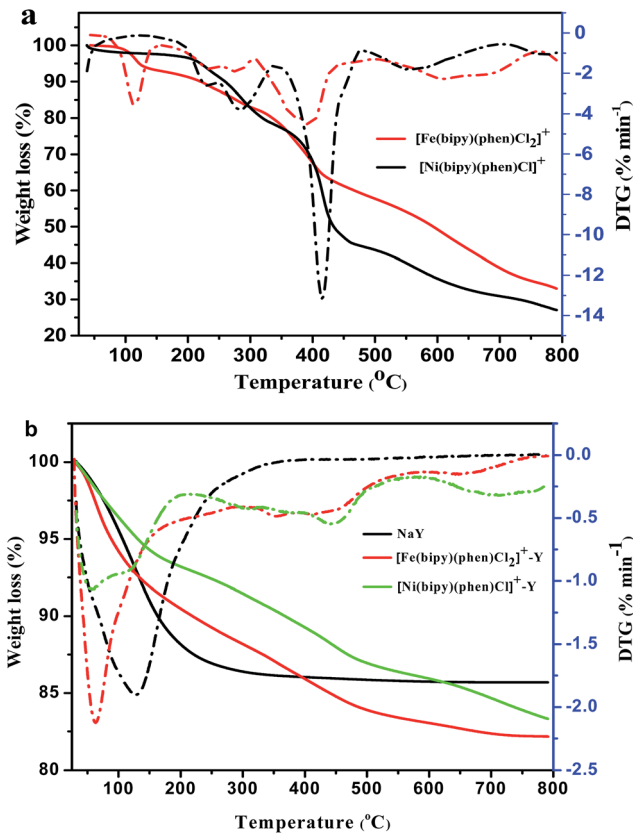 a
100
90
80
70
60
50
40
30
20
Weight loss (%)
0
-2
-4
-6
-8
-10
-12
-14
DTG (% min⁻¹)
[Fe(bipy)(phen)Cl₂]⁺
[Ni(bipy)(phen)Cl]⁺
100 200 300 400 500 600 700 800
Temperature (°C)
b
100
95
90
85
80
Weight loss (%)
0.0
-0.5
-1.0
-1.5
-2.0
-2.5
DTG (% min⁻¹)
NaY
[Fe(bipy)(phen)Cl₂]⁺-Y
[Ni(bipy)(phen)Cl]⁺-Y
100 200 300 400 500 600 700 800
Temperature (°C)